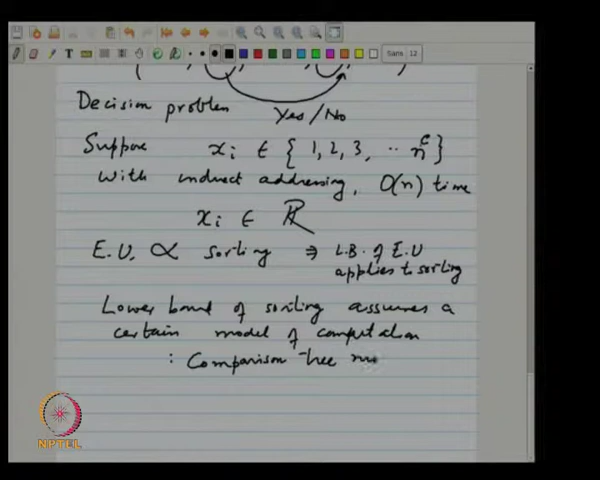 Decision problem Yes/No
Suppose xᵢ ∈ { 1, 2, 3, ·· nᶜ }
with indirect addressing, O(n) time
xᵢ ∈ ℝ
E.U. ∝ sorting ⇒ L.B. of E.U
applies to sorting
Lower bound of sorting assumes a
certain model of computation
: Comparison tree
NPTEL
Sans 12